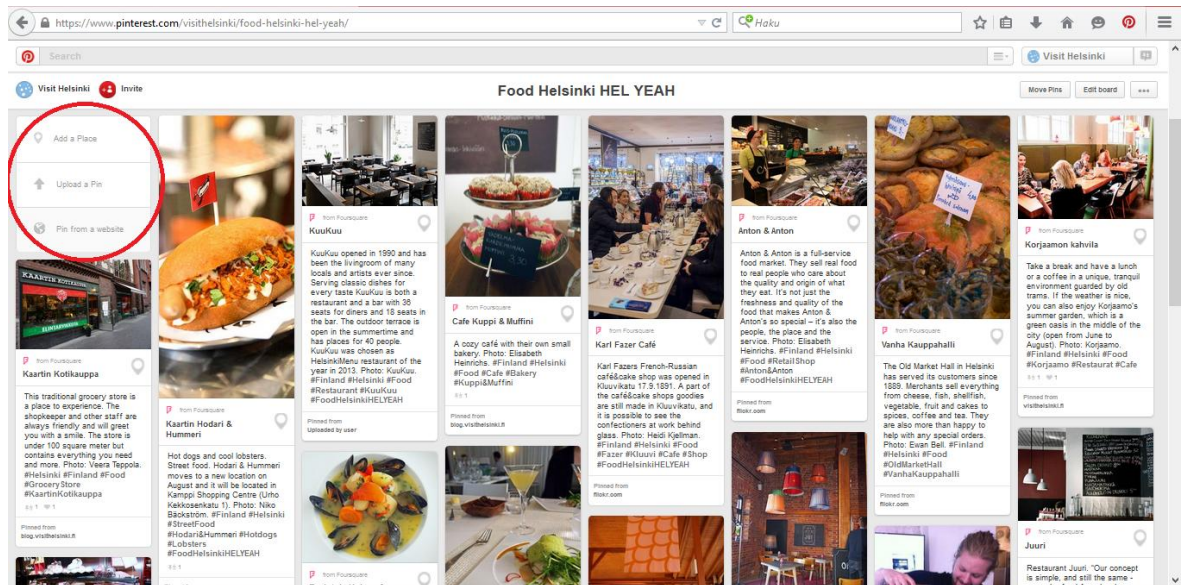 https://www.pinterest.com/visithelsinki/food-helsinki-hel-yeah/
Haku
Search
Visit Helsinki
Visit Helsinki
Invite
Food Helsinki HEL YEAH
Move Pins
Edit board
Add a Place
Upload a Pin
Pin from a website
KAARTIN KOTIKAUPPA
from Foursquare
Kaartin Kotikauppa
This traditional grocery store is
a place to experience. The
shopkeeper and other staff are
always friendly and will greet
you with a smile. The store is
under 100 square meter but
contains everything you need
and more. Photo: Veera Teppola.
#Helsinki #Finland #Food
#GroceryStore
#KaartinKotikauppa
1 1
Pinned from
blog.visithelsinki.fi
from Foursquare
Kaartin Hodari &
Hummeri
Hot dogs and cool lobsters.
Street food. Hodari & Hummeri
moves to a new location on
August and it will be located in
Kamppi Shopping Centre (Urho
Kekkosenkatu 1). Photo: Niko
Bäckström. #Finland #Helsinki
#StreetFood
#Hodari&Hummeri #Hotdogs
#Lobsters
#FoodHelsinkiHELYEAH
1
from Foursquare
KuuKuu
KuuKuu opened in 1990 and has
been the livingroom of many
locals and artists ever since.
Serving classic dishes for
every taste KuuKuu is both a
restaurant and a bar with 36
seats for diners and 18 seats in
the bar. The outdoor terrace is
open in the summertime and
has places for 40 people.
KuuKuu was chosen as
HelsinkiMenu restaurant of the
year in 2013. Photo: KuuKuu.
#Finland #Helsinki #Food
#Restaurant #KuuKuu
#FoodHelsinkiHELYEAH
Pinned from
Uploaded by user
from Foursquare
from Foursquare
Cafe Kuppi & Muffini
A cozy café with their own small
bakery. Photo: Elisabeth
Heinrichs. #Finland #Helsinki
#Food #Cafe #Bakery
#Kuppi&Muffini
1
Pinned from
blog.visithelsinki.fi
from Foursquare
Karl Fazer Café
Karl Fazers French-Russian
café&cake shop was opened in
Kluuvikatu 17.9.1891. A part of
the café&cake shops goodies
are still made in Kluuvikatu, and
it is possible to see the
confectioners at work behind
glass. Photo: Heidi Kjellman.
#Finland #Helsinki #Food
#Fazer #Kluuvi #Cafe #Shop
#FoodHelsinkiHELYEAH
Pinned from
flickr.com
from Foursquare
Anton & Anton
Anton & Anton is a full-service
food market. They sell real food
to real people who care about
the quality and origin of what
they eat. It's not just the
freshness and quality of the
food that makes Anton &
Anton's so special – it's also the
people, the place and the
service. Photo: Elisabeth
Heinrichs. #Finland #Helsinki
#Food #RetailShop
#Anton&Anton
#FoodHelsinkiHELYEAH
Pinned from
flickr.com
from Foursquare
Vanha Kauppahalli
The Old Market Hall in Helsinki
has served its customers since
1889. Merchants sell everything
from cheese, fish, shellfish,
vegetable, fruit and cakes to
spices, coffee and tea. They
are also more than happy to
help with any special orders.
Photo: Ewan Bell. #Finland
#Helsinki #Food
#OldMarketHall
#VanhaKauppahalli
Pinned from
flickr.com
from Foursquare
Korjaamon kahvila
Take a break and have a lunch
or a coffee in a unique, tranquil
environment guarded by old
trams. If the weather is nice,
you can also enjoy Korjaamo's
summer garden, which is a
green oasis in the middle of the
city (open from June to
August). Photo: Korjaamo.
#Finland #Helsinki #Food
#Korjaamo #Restaurat #Cafe
1 1
Pinned from
visithelsinki.fi
from Foursquare
Juuri
Restaurant Juuri. "Our concept
is simple, and still the same -